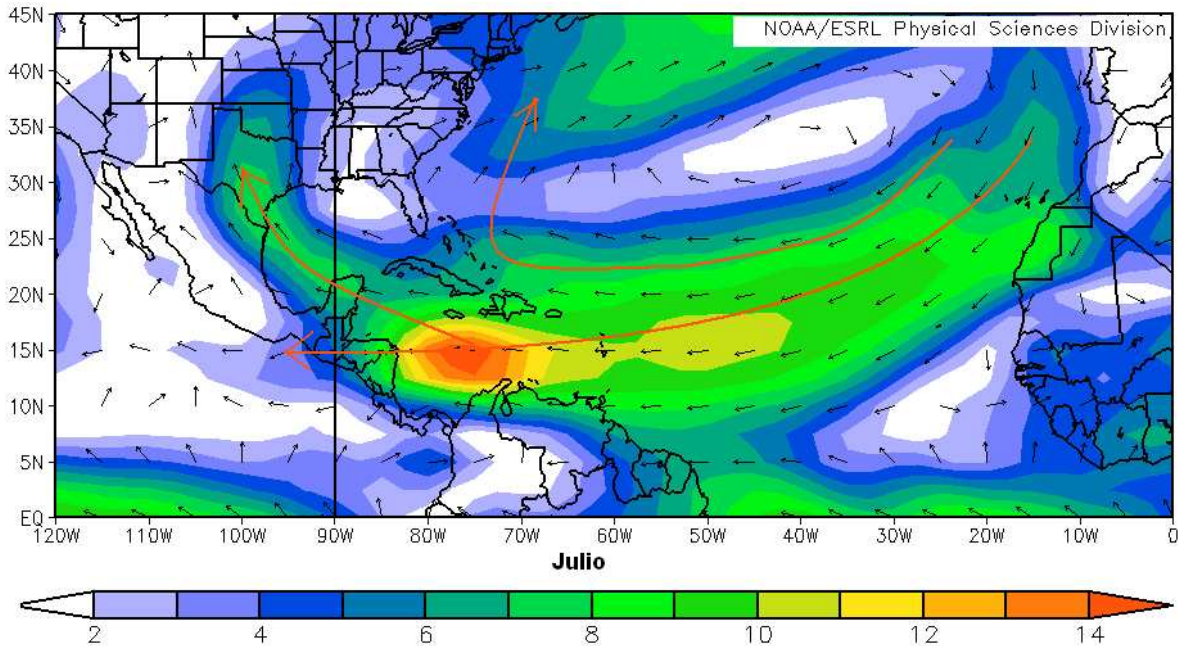 NOAA/ESRL Physical Sciences Division
45N
40N
35N
30N
25N
20N
15N
10N
5N
EQ
120W 110W 100W 90W 80W 70W 60W 50W 40W 30W 20W 10W 0
Julio
2 4 6 8 10 12 14